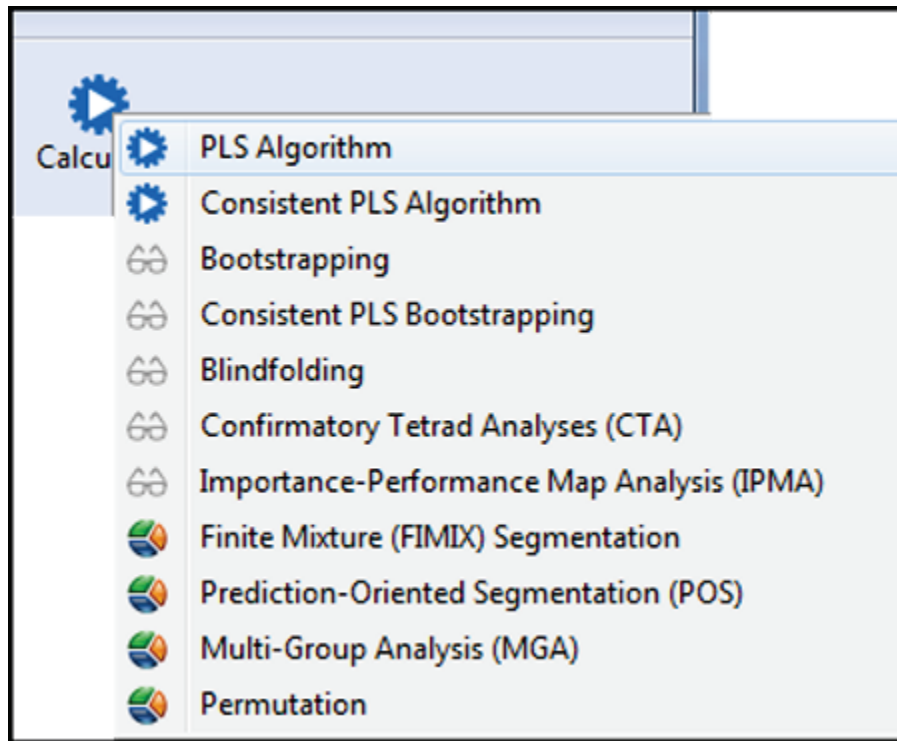 Calcu
PLS Algorithm
Consistent PLS Algorithm
Bootstrapping
Consistent PLS Bootstrapping
Blindfolding
Confirmatory Tetrad Analyses (CTA)
Importance-Performance Map Analysis (IPMA)
Finite Mixture (FIMIX) Segmentation
Prediction-Oriented Segmentation (POS)
Multi-Group Analysis (MGA)
Permutation